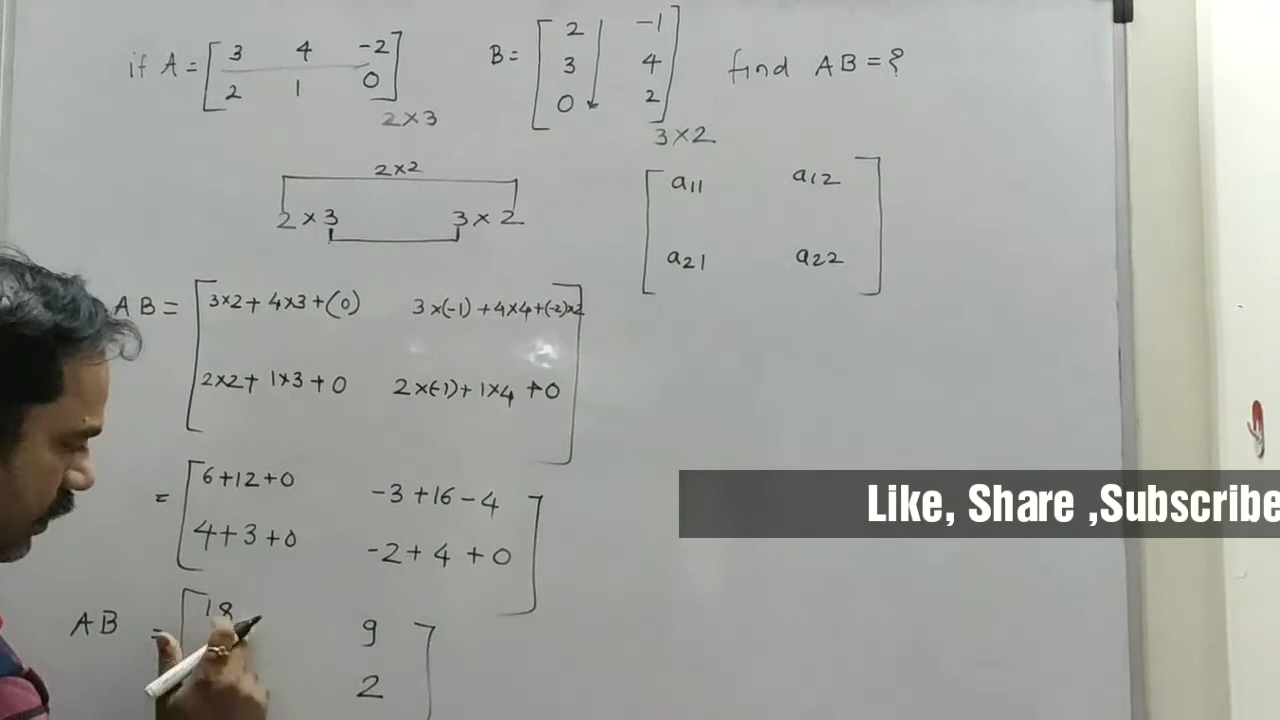 if A = [ 3 4 -2 B = [ 2 -1 find AB = ?
2 1 0 ] 3 4
2×3 0 2 ]
3×2
2×2
2×3 3×2
[ a11 a12
a21 a22 ]
AB = [ 3×2+ 4×3+(0) 3×(-1)+4×4+(-2)×2
2×2+ 1×3+0 2×(-1)+1×4+0 ]
= [ 6+12+0 -3+16-4
4+3+0 -2+4+0 ]
Like, Share ,Subscribe
AB = [ 18 9
2 ]